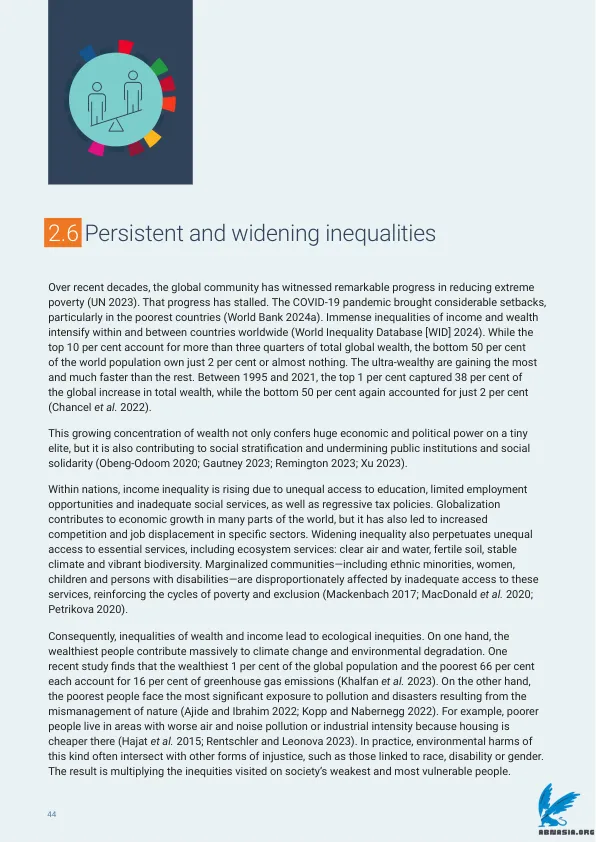 2.6 Persistent and widening inequalities
Over recent decades, the global community has witnessed remarkable progress in reducing extreme
poverty (UN 2023). That progress has stalled. The COVID-19 pandemic brought considerable setbacks,
particularly in the poorest countries (World Bank 2024a). Immense inequalities of income and wealth
intensify within and between countries worldwide (World Inequality Database [WID] 2024). While the
top 10 per cent account for more than three quarters of total global wealth, the bottom 50 per cent
of the world population own just 2 per cent or almost nothing. The ultra-wealthy are gaining the most
and much faster than the rest. Between 1995 and 2021, the top 1 per cent captured 38 per cent of
the global increase in total wealth, while the bottom 50 per cent again accounted for just 2 per cent
(Chancel et al. 2022).
This growing concentration of wealth not only confers huge economic and political power on a tiny
elite, but it is also contributing to social stratification and undermining public institutions and social
solidarity (Obeng-Odoom 2020; Gautney 2023; Remington 2023; Xu 2023).
Within nations, income inequality is rising due to unequal access to education, limited employment
opportunities and inadequate social services, as well as regressive tax policies. Globalization
contributes to economic growth in many parts of the world, but it has also led to increased
competition and job displacement in specific sectors. Widening inequality also perpetuates unequal
access to essential services, including ecosystem services: clear air and water, fertile soil, stable
climate and vibrant biodiversity. Marginalized communities—including ethnic minorities, women,
children and persons with disabilities—are disproportionately affected by inadequate access to these
services, reinforcing the cycles of poverty and exclusion (Mackenbach 2017; MacDonald et al. 2020;
Petrikova 2020).
Consequently, inequalities of wealth and income lead to ecological inequities. On one hand, the
wealthiest people contribute massively to climate change and environmental degradation. One
recent study finds that the wealthiest 1 per cent of the global population and the poorest 66 per cent
each account for 16 per cent of greenhouse gas emissions (Khalfan et al. 2023). On the other hand,
the poorest people face the most significant exposure to pollution and disasters resulting from the
mismanagement of nature (Ajide and Ibrahim 2022; Kopp and Nabernegg 2022). For example, poorer
people live in areas with worse air and noise pollution or industrial intensity because housing is
cheaper there (Hajat et al. 2015; Rentschler and Leonova 2023). In practice, environmental harms of
this kind often intersect with other forms of injustice, such as those linked to race, disability or gender.
The result is multiplying the inequities visited on society's weakest and most vulnerable people.
44
ABNASIA.ORG